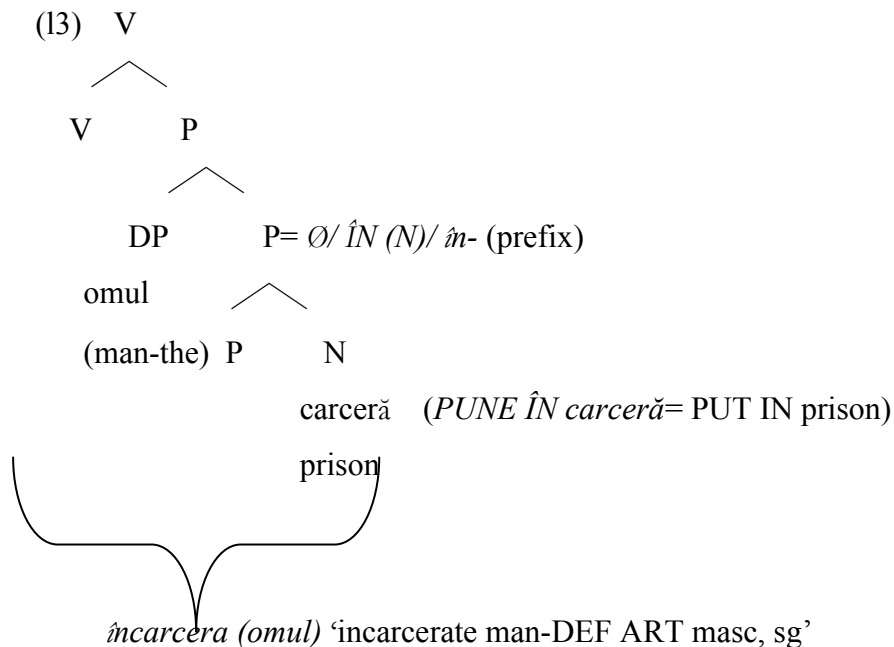 (l3) V
V P
DP P= Ø/ ÎN (N)/ în- (prefix)
omul
(man-the) P N
carceră (PUNE ÎN carceră= PUT IN prison)
prison
încarcera (omul) ‘incarcerate man-DEF ART masc, sg’